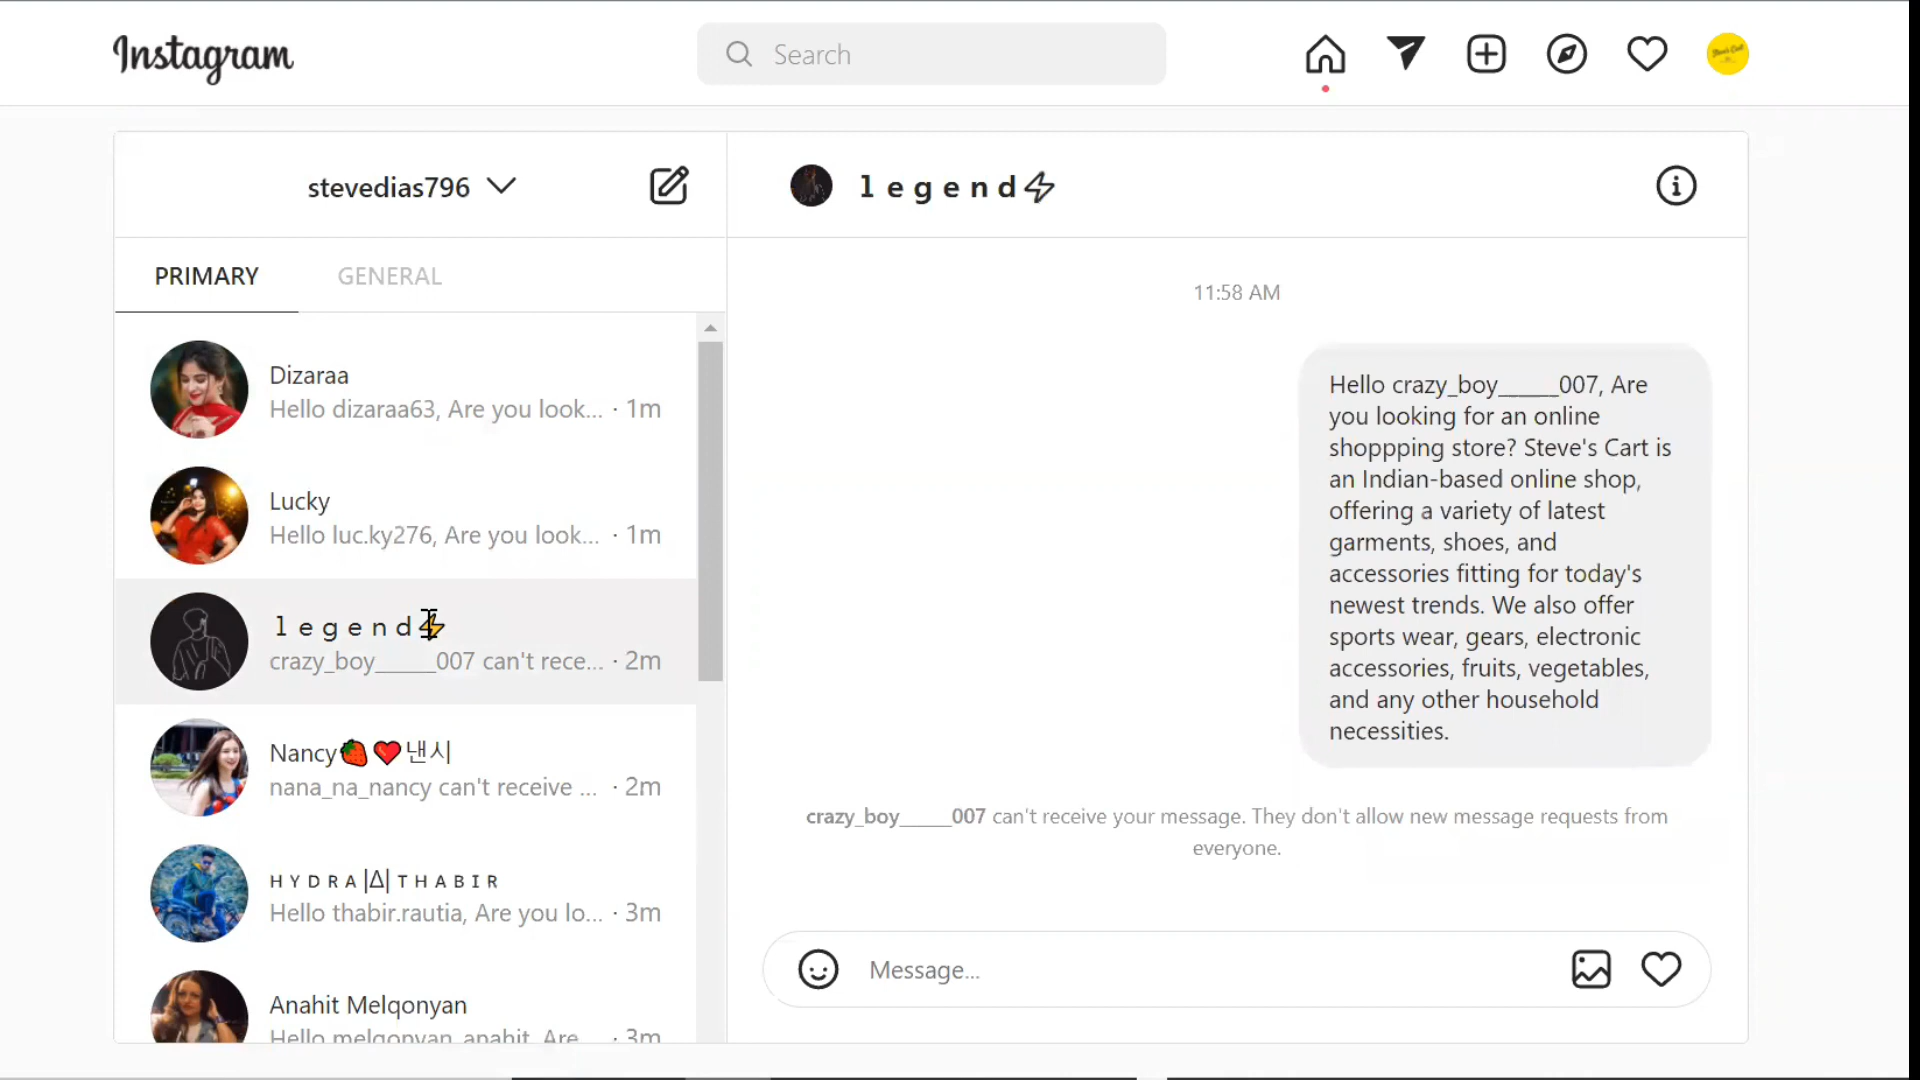 Instagram
Search
stevedias796
PRIMARY
GENERAL
Dizaraa
Hello dizaraa63, Are you look... · 1m
Lucky
Hello luc.ky276, Are you look... · 1m
l e g e n d⚡
crazy_boy_____007 can't rece... · 2m
Nancy🍓❤️낸시
nana_na_nancy can't receive ... · 2m
ʜ ʏ ᴅ ʀ ᴀ |Δ| ᴛ ʜ ᴀ ʙ ɪ ʀ
Hello thabir.rautia, Are you lo... · 3m
Anahit Melqonyan
Hello melqonyan_anahit, Are ... · 3m
l e g e n d⚡
11:58 AM
Hello crazy_boy_____007, Are
you looking for an online
shoppping store? Steve's Cart is
an Indian-based online shop,
offering a variety of latest
garments, shoes, and
accessories fitting for today's
newest trends. We also offer
sports wear, gears, electronic
accessories, fruits, vegetables,
and any other household
necessities.
crazy_boy_____007 can't receive your message. They don't allow new message requests from
everyone.
Message...